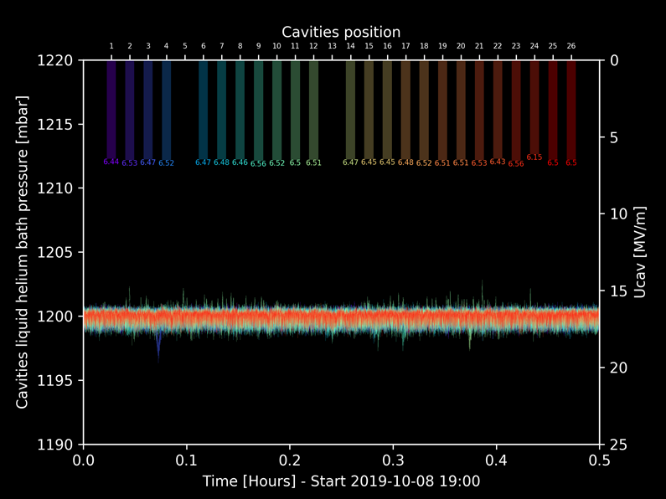 Cavities position
1 2 3 4 5 6 7 8 9 10 11 12 13 14 15 16 17 18 19 20 21 22 23 24 25 26
1220 0
6.44 6.53 6.47 6.52 6.47 6.48 6.46 6.56 6.52 6.5 6.51 6.47 6.45 6.45 6.48 6.52 6.51 6.51 6.53 6.43 6.56 6.15 6.5 6.5
1215 5
1210 10
1205
1200 15
1195 20
1190 25
Cavities liquid helium bath pressure [mbar]
Ucav [MV/m]
0.0 0.1 0.2 0.3 0.4 0.5
Time [Hours] - Start 2019-10-08 19:00